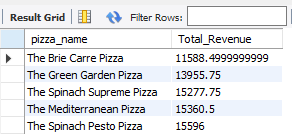 Result Grid Filter Rows:
pizza_name Total_Revenue
The Brie Carre Pizza 11588.4999999999
The Green Garden Pizza 13955.75
The Spinach Supreme Pizza 15277.75
The Mediterranean Pizza 15360.5
The Spinach Pesto Pizza 15596